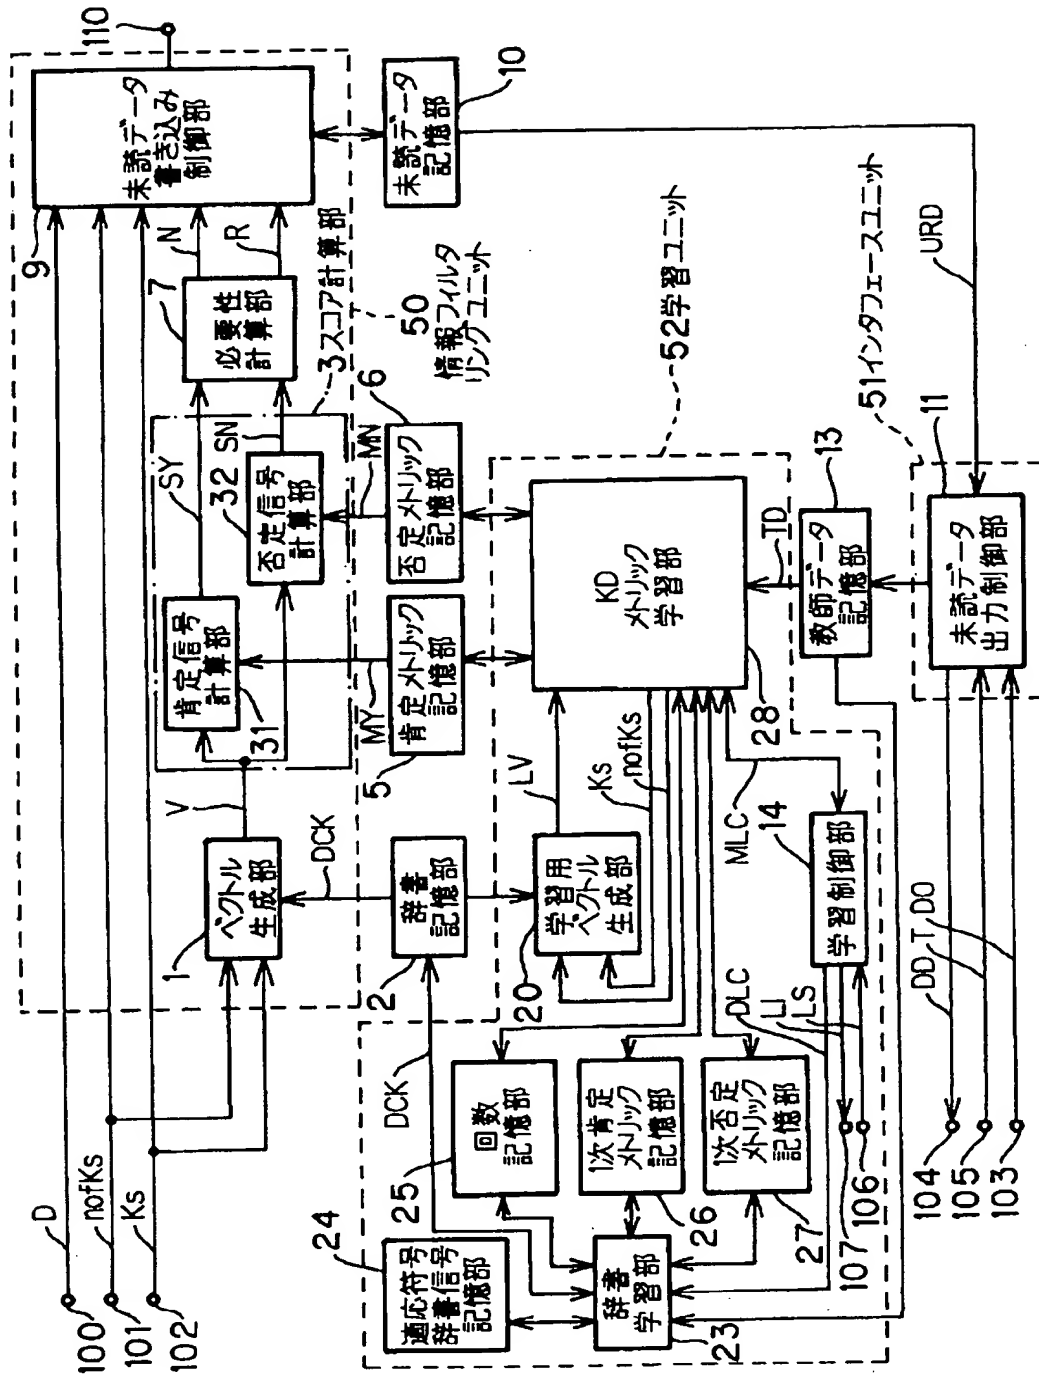 D
100
nofKs
101
Ks
102
1
ベクトル
生成部
V
DCK
肯定信号
計算部
31
否定信号
計算部
32
SY
SN
3スコア計算部
7
必要性
計算部
N
R
9
未読データ
書き込み
制御部
110
50
情報フィルタ
リングユニット
未読データ
記憶部
10
2
辞書
記憶部
MY
5
肯定メトリック
記憶部
MN
6
否定メトリック
記憶部
52学習ユニット
DCK
20
学習用
ベクトル
生成部
LV
Ks
nofKs
KD
メトリック
学習部
28
MLC
TD
URD
24
適応符号
辞書信号
記憶部
25
回数
記憶部
1次肯定
メトリック
記憶部
26
1次否定
メトリック
記憶部
27
辞書
学習部
23
DLC
LI
LS
107
106
14
学習制御部
13
教師データ
記憶部
51インタフェースユニット
11
未読データ
出力制御部
DD
T
DO
104
105
103